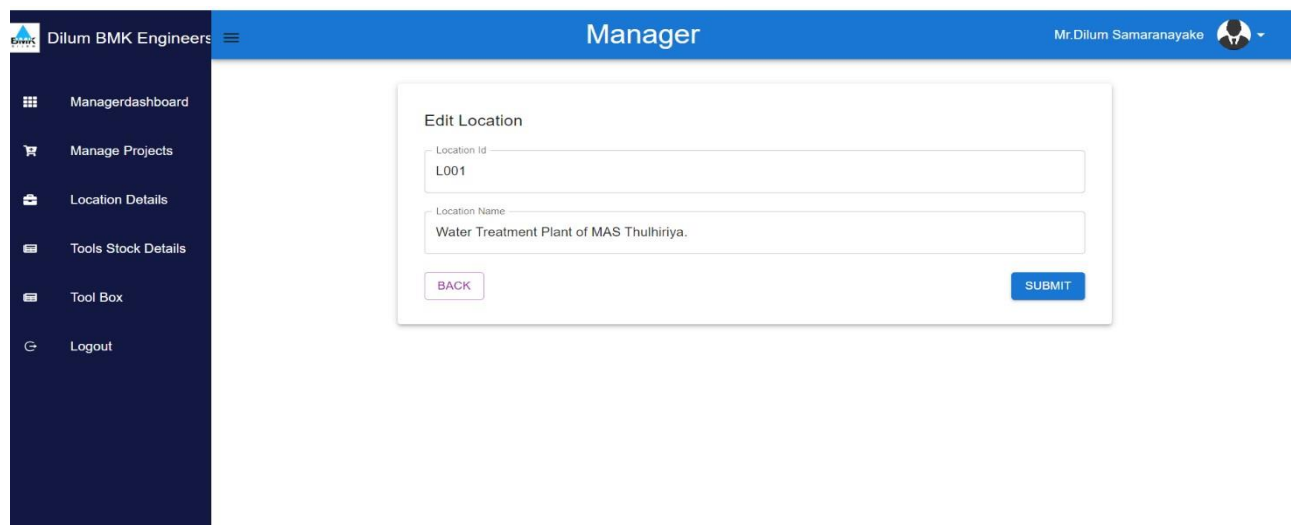 BMK Dilum BMK Engineers
Manager
Mr.Dilum Samaranayake
Managerdashboard
Manage Projects
Location Details
Tools Stock Details
Tool Box
Logout
Edit Location
Location Id
L001
Location Name
Water Treatment Plant of MAS Thulhiriya.
BACK
SUBMIT